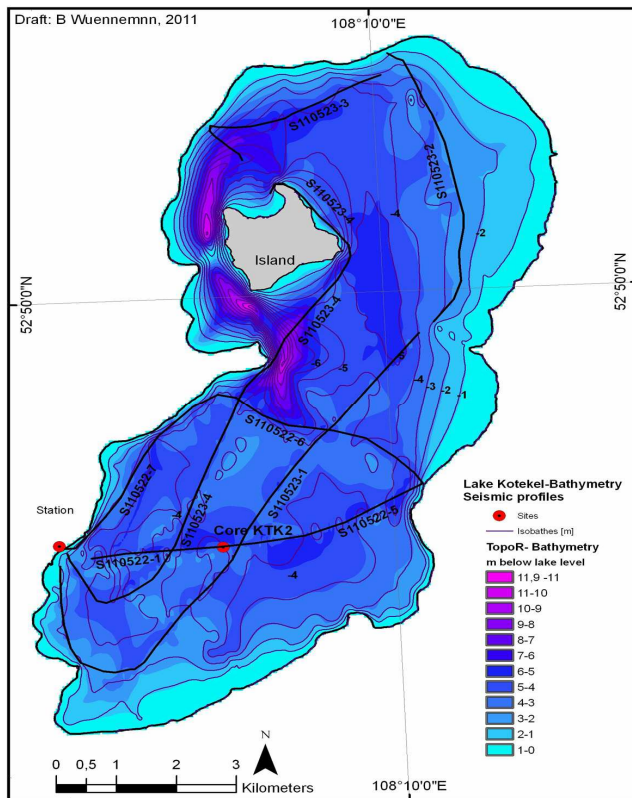 Draft: B Wuennemnn, 2011
108°10'0"E
S110523-3
S110523-2
S110523-4
-4
-2
Island
52°50'0"N
52°50'0"N
S110523-4
-6
-5
-5
-4
-3
-2
-1
S110522-6
S110522-7
S110523-4
S110523-1
-4
Station
Core KTK2
S110522-5
S110522-1
-4
Lake Kotekel-Bathymetry
Seismic profiles
Sites
Isobathes [m]
TopoR- Bathymetry
m below lake level
11,9 -11
11-10
10-9
9-8
8-7
7-6
6-5
5-4
4-3
3-2
2-1
1-0
N
0 0,5 1 2 3
Kilometers
108°10'0"E